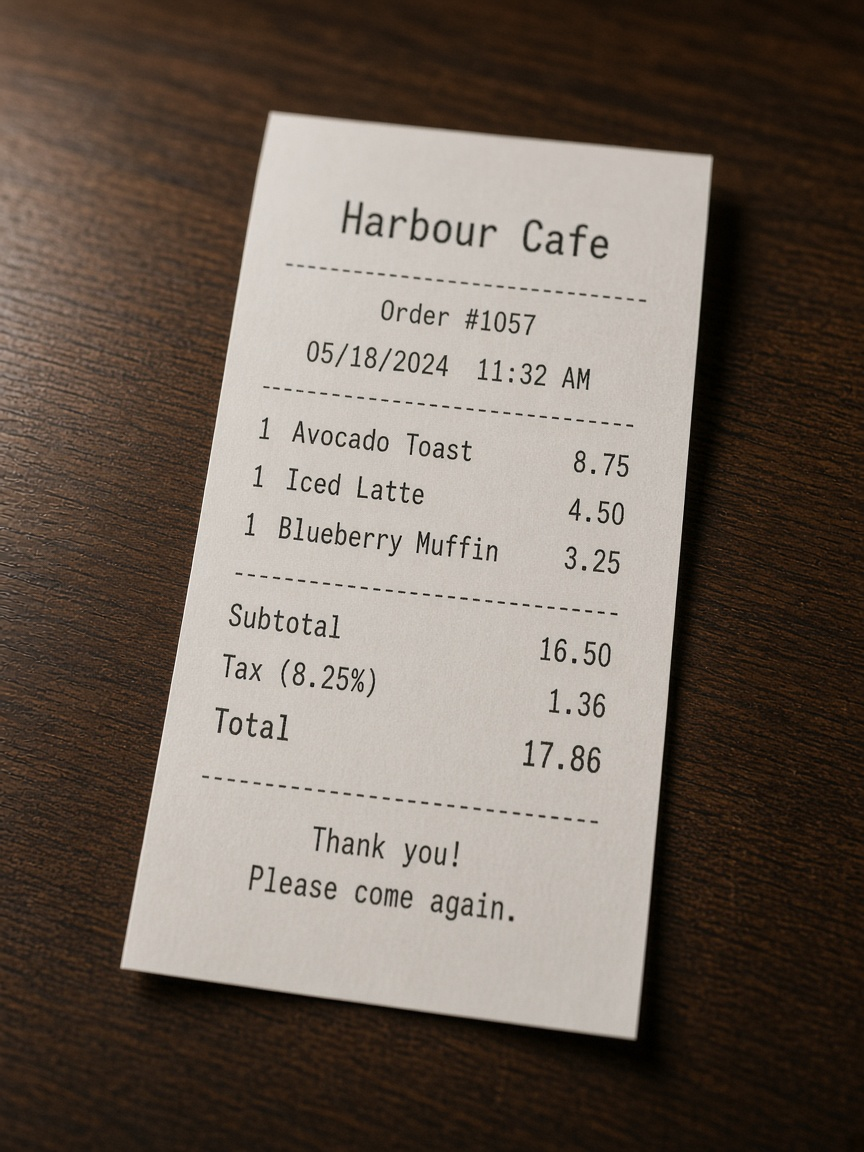 Harbour Cafe
Order #1057
05/18/2024 11:32 AM
1 Avocado Toast 8.75
1 Iced Latte 4.50
1 Blueberry Muffin 3.25
Subtotal 16.50
Tax (8.25%) 1.36
Total 17.86
Thank you!
Please come again.